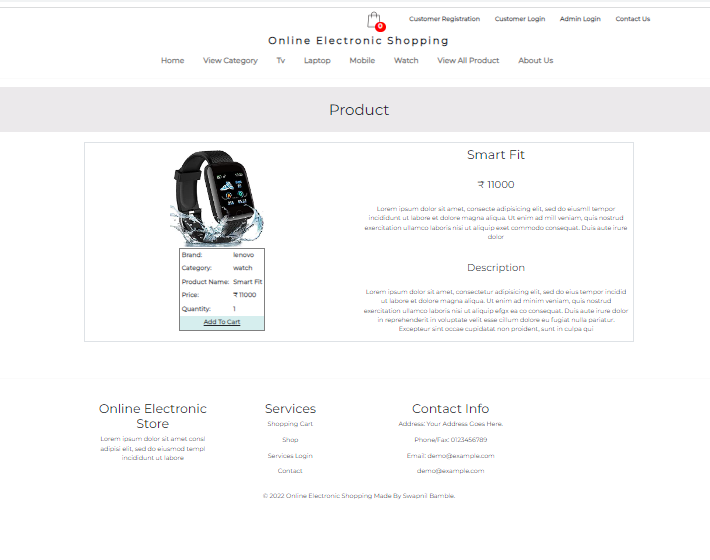 0
Customer Registration Customer Login Admin Login Contact Us
Online Electronic Shopping
Home View Category Tv Laptop Mobile Watch View All Product About Us
Product
Smart Fit
₹ 11000
Lorem ipsum dolor sit amet, consecte adipisicing elit, sed do eiusmll tempor
incididunt ut labore et dolore magna aliqua. Ut enim ad mill veniam, quis nostrud
exercitation ullamco laboris nisi ut aliquip exet commodo consequat. Duis aute irure
dolor
Description
Lorem ipsum dolor sit amet, consectetur adipisicing elit, sed do eius tempor incidid
ut labore et dolore magna aliqua. Ut enim ad minim veniam, quis nostrud
exercitation ullamco laboris nisi ut aliquip efgx ea co consequat. Duis aute irure dolor
in reprehenderit in voluptate velit esse cillum dolore eu fugiat nulla pariatur.
Excepteur sint occae cupidatat non proident, sunt in culpa qui
Brand: lenovo
Category: watch
Product Name: Smart Fit
Price: ₹ 11000
Quantity: 1
Add To Cart
Online Electronic
Store
Lorem ipsum dolor sit amet consi
adipisi elit, sed do eiusmod templ
incididunt ut labore
Services
Shopping Cart
Shop
Services Login
Contact
Contact Info
Address: Your Address Goes Here.
Phone/Fax: 0123456789
Email: demo@example.com
demo@example.com
© 2022 Online Electronic Shopping Made By Swapnil Bamble.